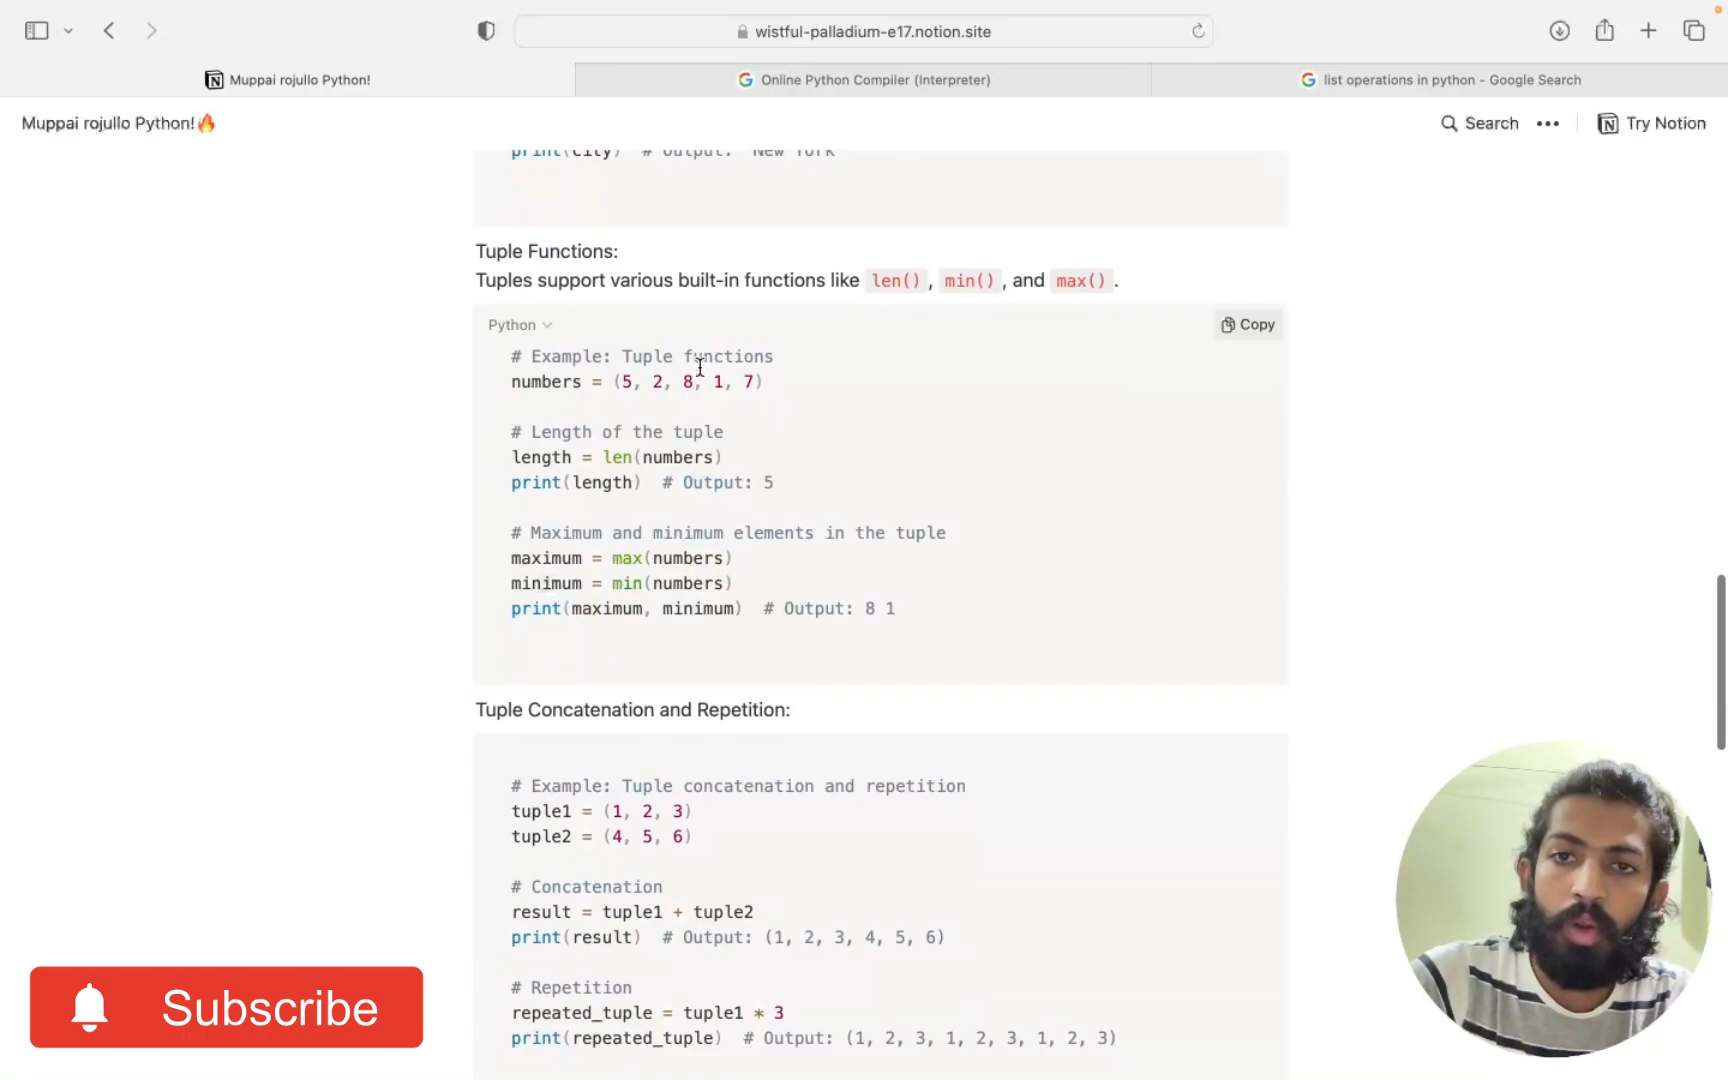 wistful-palladium-e17.notion.site
Muppai rojullo Python!
Online Python Compiler (Interpreter)
list operations in python - Google Search
Muppai rojullo Python!🔥
Search
Try Notion
print(city)  # Output:  New York
Tuple Functions:
Tuples support various built-in functions like len(), min(), and max().
Python
Copy
# Example: Tuple functions
numbers = (5, 2, 8, 1, 7)
# Length of the tuple
length = len(numbers)
print(length)  # Output: 5
# Maximum and minimum elements in the tuple
maximum = max(numbers)
minimum = min(numbers)
print(maximum, minimum)  # Output: 8 1
Tuple Concatenation and Repetition:
# Example: Tuple concatenation and repetition
tuple1 = (1, 2, 3)
tuple2 = (4, 5, 6)
# Concatenation
result = tuple1 + tuple2
print(result)  # Output: (1, 2, 3, 4, 5, 6)
# Repetition
repeated_tuple = tuple1 * 3
print(repeated_tuple)  # Output: (1, 2, 3, 1, 2, 3, 1, 2, 3)
Subscribe